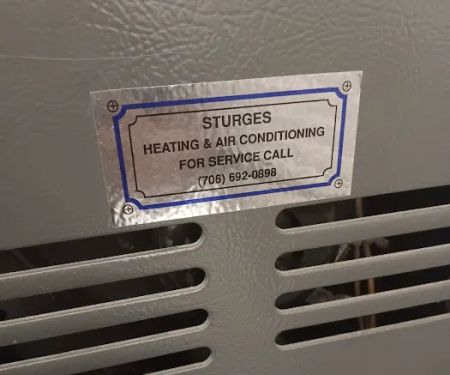 STURGES
HEATING & AIR CONDITIONING
FOR SERVICE CALL
(706) 692-0898